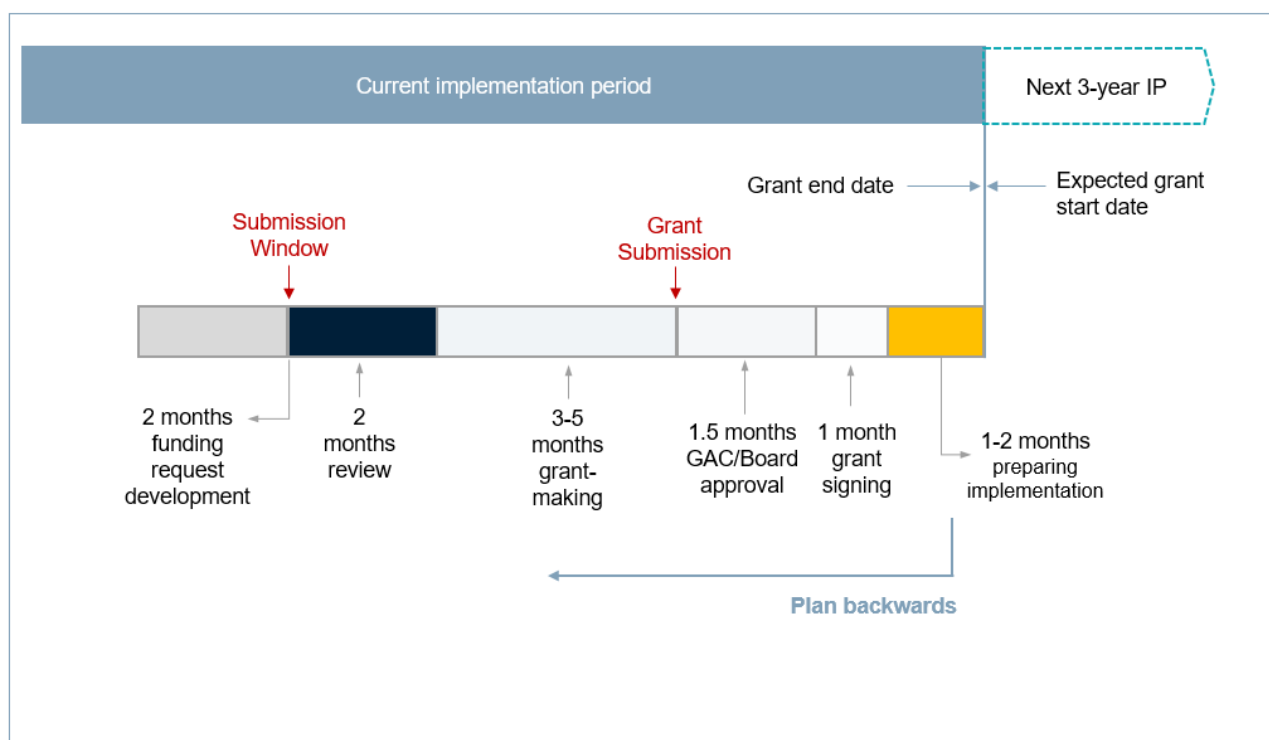 Current implementation period
Next 3-year IP
Grant end date
Expected grant
start date
Submission
Window
Grant
Submission
2 months
funding
request
development
2
months
review
3-5
months
grant-
making
1.5 months
GAC/Board
approval
1 month
grant
signing
1-2 months
preparing
implementation
Plan backwards